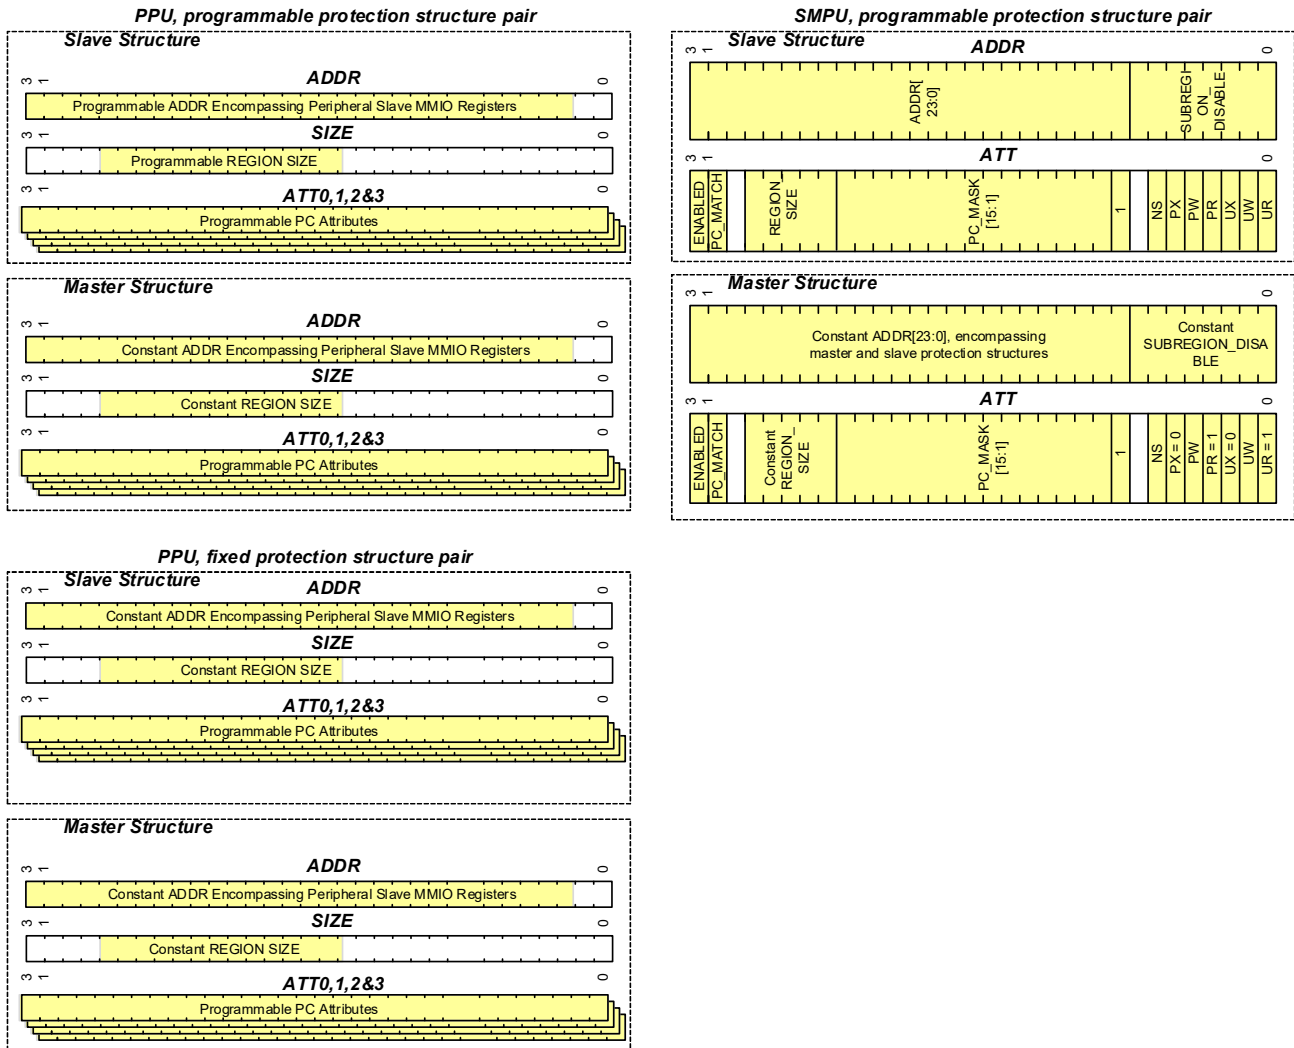 PPU, programmable protection structure pair
Slave Structure
ADDR
31
0
Programmable ADDR Encompassing Peripheral Slave MMIO Registers
SIZE
31
0
Programmable REGION SIZE
ATT0,1,2&3
31
0
Programmable PC Attributes
Master Structure
ADDR
31
0
Constant ADDR Encompassing Peripheral Slave MMIO Registers
SIZE
31
0
Constant REGION SIZE
ATT0,1,2&3
31
0
Programmable PC Attributes
PPU, fixed protection structure pair
Slave Structure
ADDR
31
0
Constant ADDR Encompassing Peripheral Slave MMIO Registers
SIZE
31
0
Constant REGION SIZE
ATT0,1,2&3
31
0
Programmable PC Attributes
Master Structure
ADDR
31
0
Constant ADDR Encompassing Peripheral Slave MMIO Registers
SIZE
31
0
Constant REGION SIZE
ATT0,1,2&3
31
0
Programmable PC Attributes
SMPU, programmable protection structure pair
Slave Structure
ADDR
31
0
ADDR[
23:0]
SUBREGI
ON_
DISABLE
ATT
31
0
ENABLED
PC_MATCH
REGION_
SIZE
PC_MASK
[15:1]
1
NS
PX
PW
PR
UX
UW
UR
Master Structure
31
0
Constant ADDR[23:0], encompassing
master and slave protection structures
Constant
SUBREGION_DISA
BLE
ATT
31
0
ENABLED
PC_MATCH
Constant
REGION_
SIZE
PC_MASK
[15:1]
1
NS
PX = 0
PW
PR = 1
UX = 0
UW
UR = 1